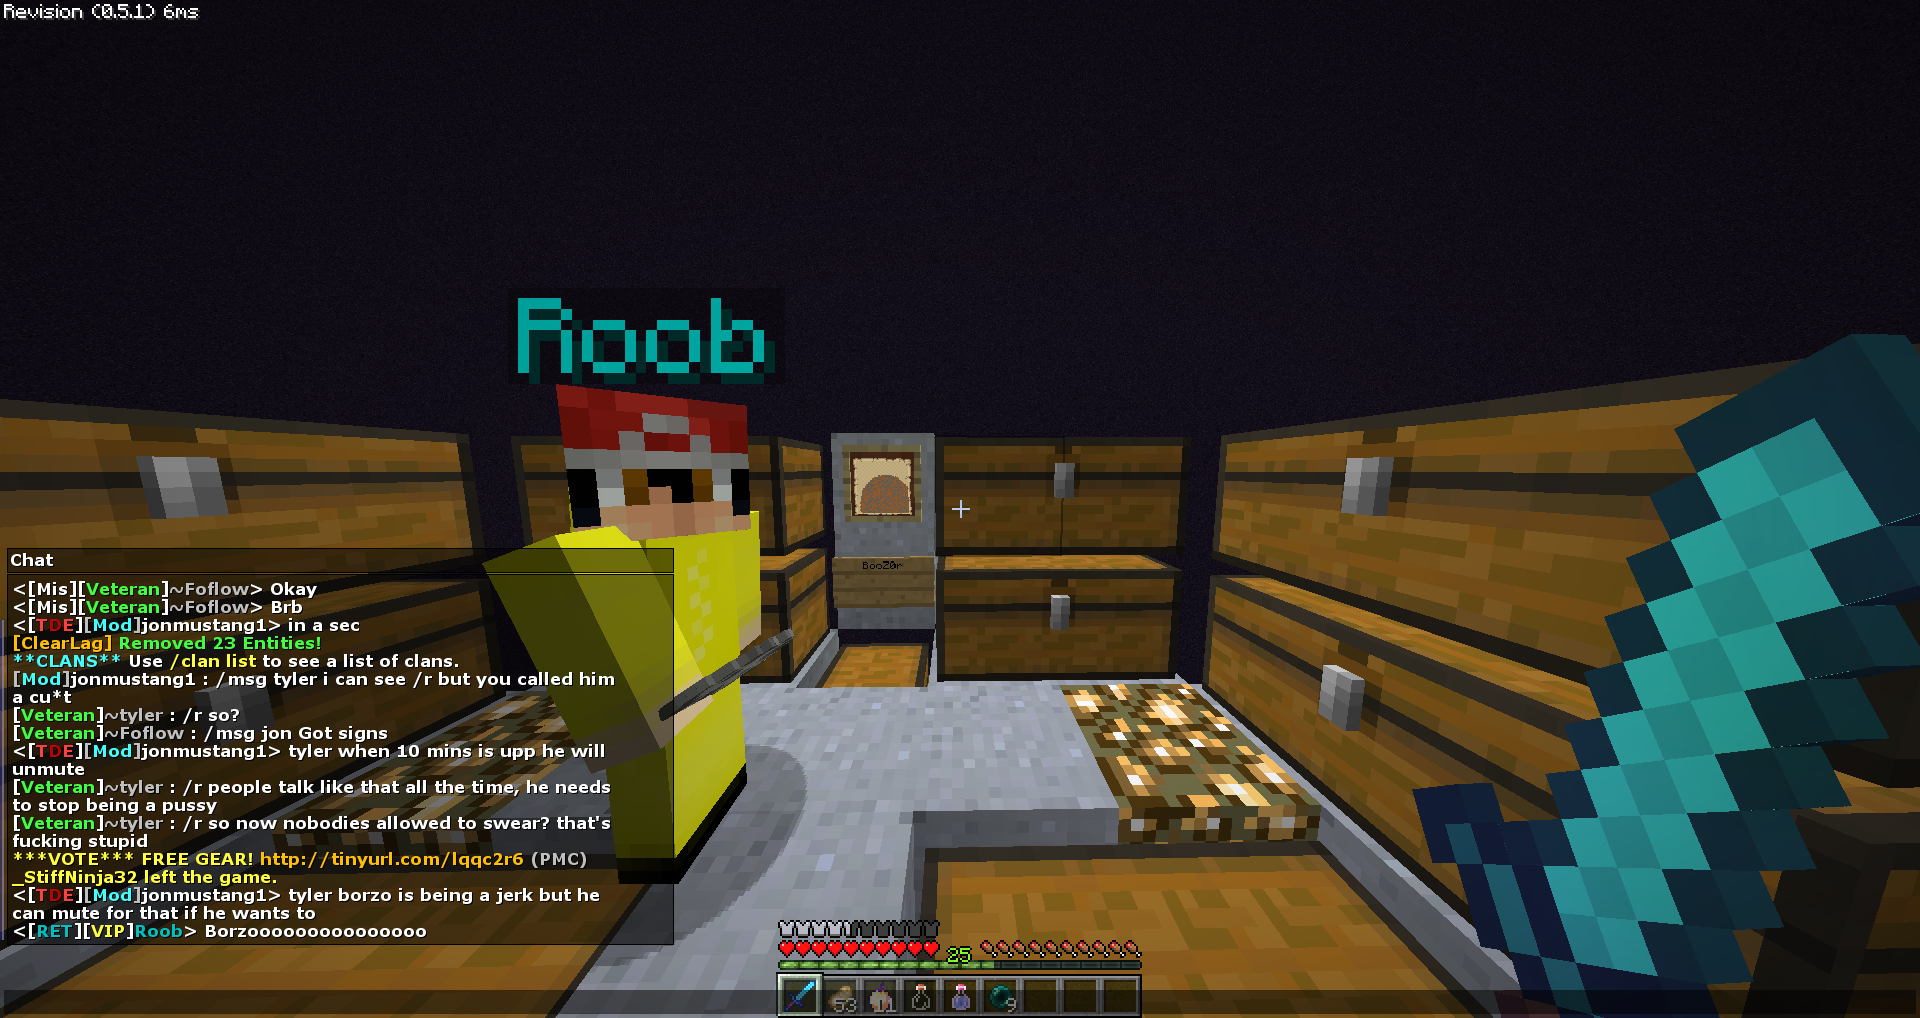 Revision (0.5.1) 6ms
Roob
BooZ0r
Chat
<[Mis][Veteran]~Foflow> Okay
<[Mis][Veteran]~Foflow> Brb
<[TDE][Mod]jonmustang1> in a sec
[ClearLag] Removed 23 Entities!
**CLANS** Use /clan list to see a list of clans.
[Mod]jonmustang1 : /msg tyler i can see /r but you called him
a cu*t
[Veteran]~tyler : /r so?
[Veteran]~Foflow : /msg jon Got signs
<[TDE][Mod]jonmustang1> tyler when 10 mins is upp he will
unmute
[Veteran]~tyler : /r people talk like that all the time, he needs
to stop being a pussy
[Veteran]~tyler : /r so now nobodies allowed to swear? that's
fucking stupid
***VOTE*** FREE GEAR! http://tinyurl.com/lqqc2r6 (PMC)
_StiffNinja32 left the game.
<[TDE][Mod]jonmustang1> tyler borzo is being a jerk but he
can mute for that if he wants to
<[RET][VIP]Roob> Borzooooooooooooooo
25
53
11
9